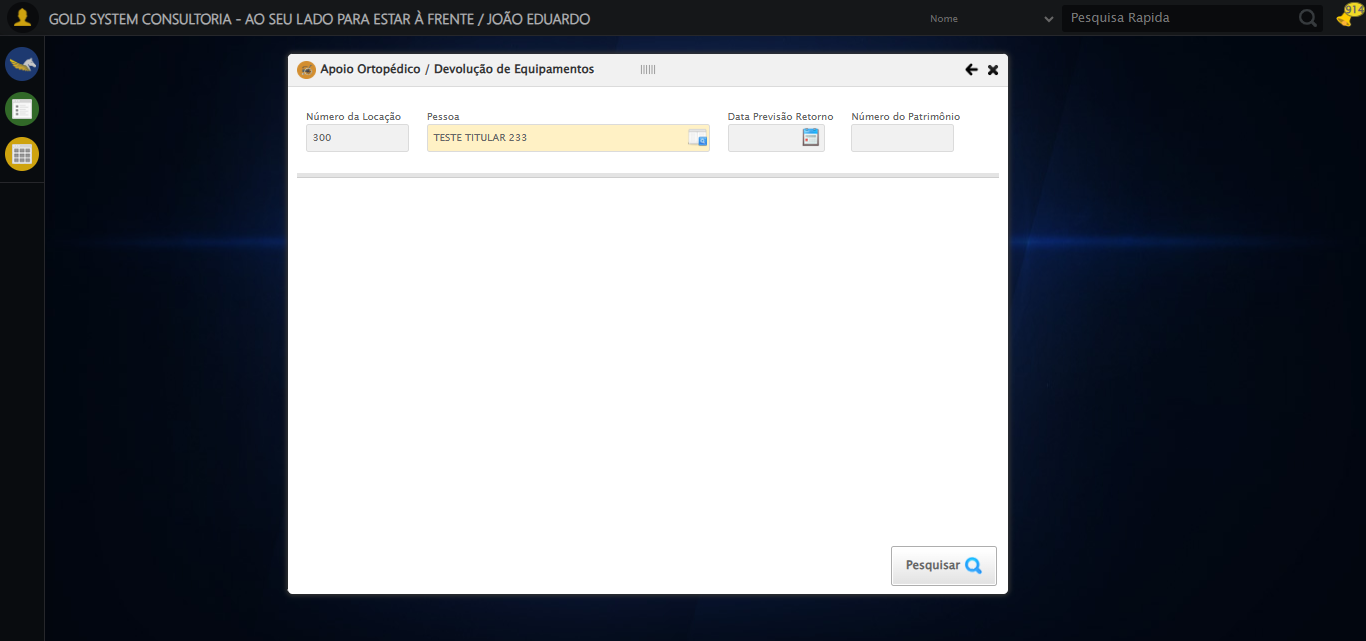 GOLD SYSTEM CONSULTORIA - AO SEU LADO PARA ESTAR À FRENTE / JOÃO EDUARDO
Nome
Pesquisa Rapida
914
Apoio Ortopédico / Devolução de Equipamentos
Número da Locação
Pessoa
Data Previsão Retorno
Número do Patrimônio
300
TESTE TITULAR 233
Pesquisar